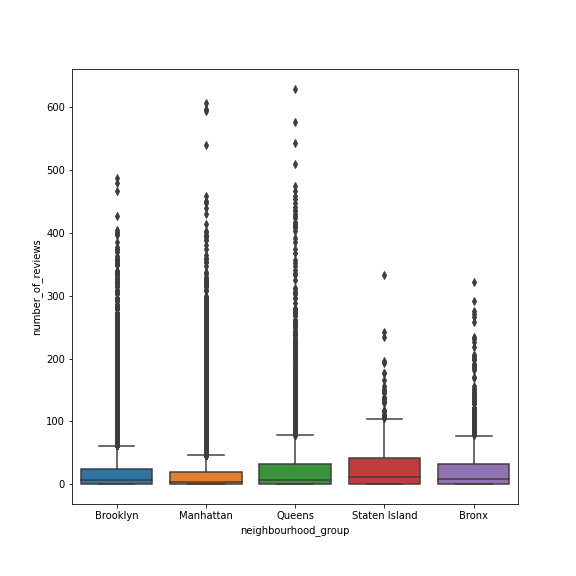 600
500
400
300
200
100
0
number_of_reviews
Brooklyn Manhattan Queens Staten Island Bronx
neighbourhood_group